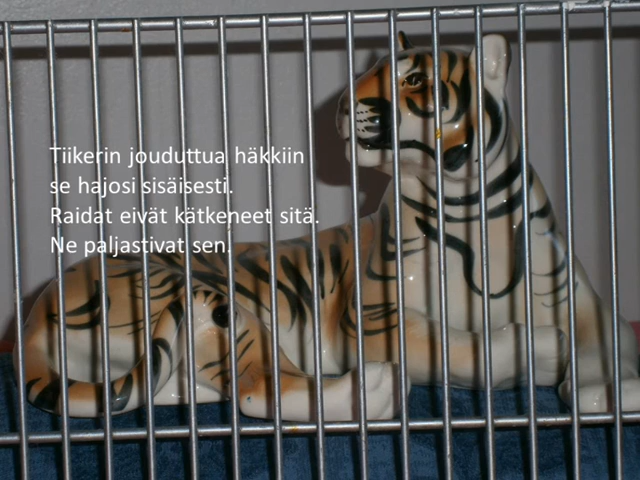 Tiikerin jouduttua häkkiin
se hajosi sisäisesti.
Raidat eivät kätkeneet sitä.
Ne paljastivat sen.